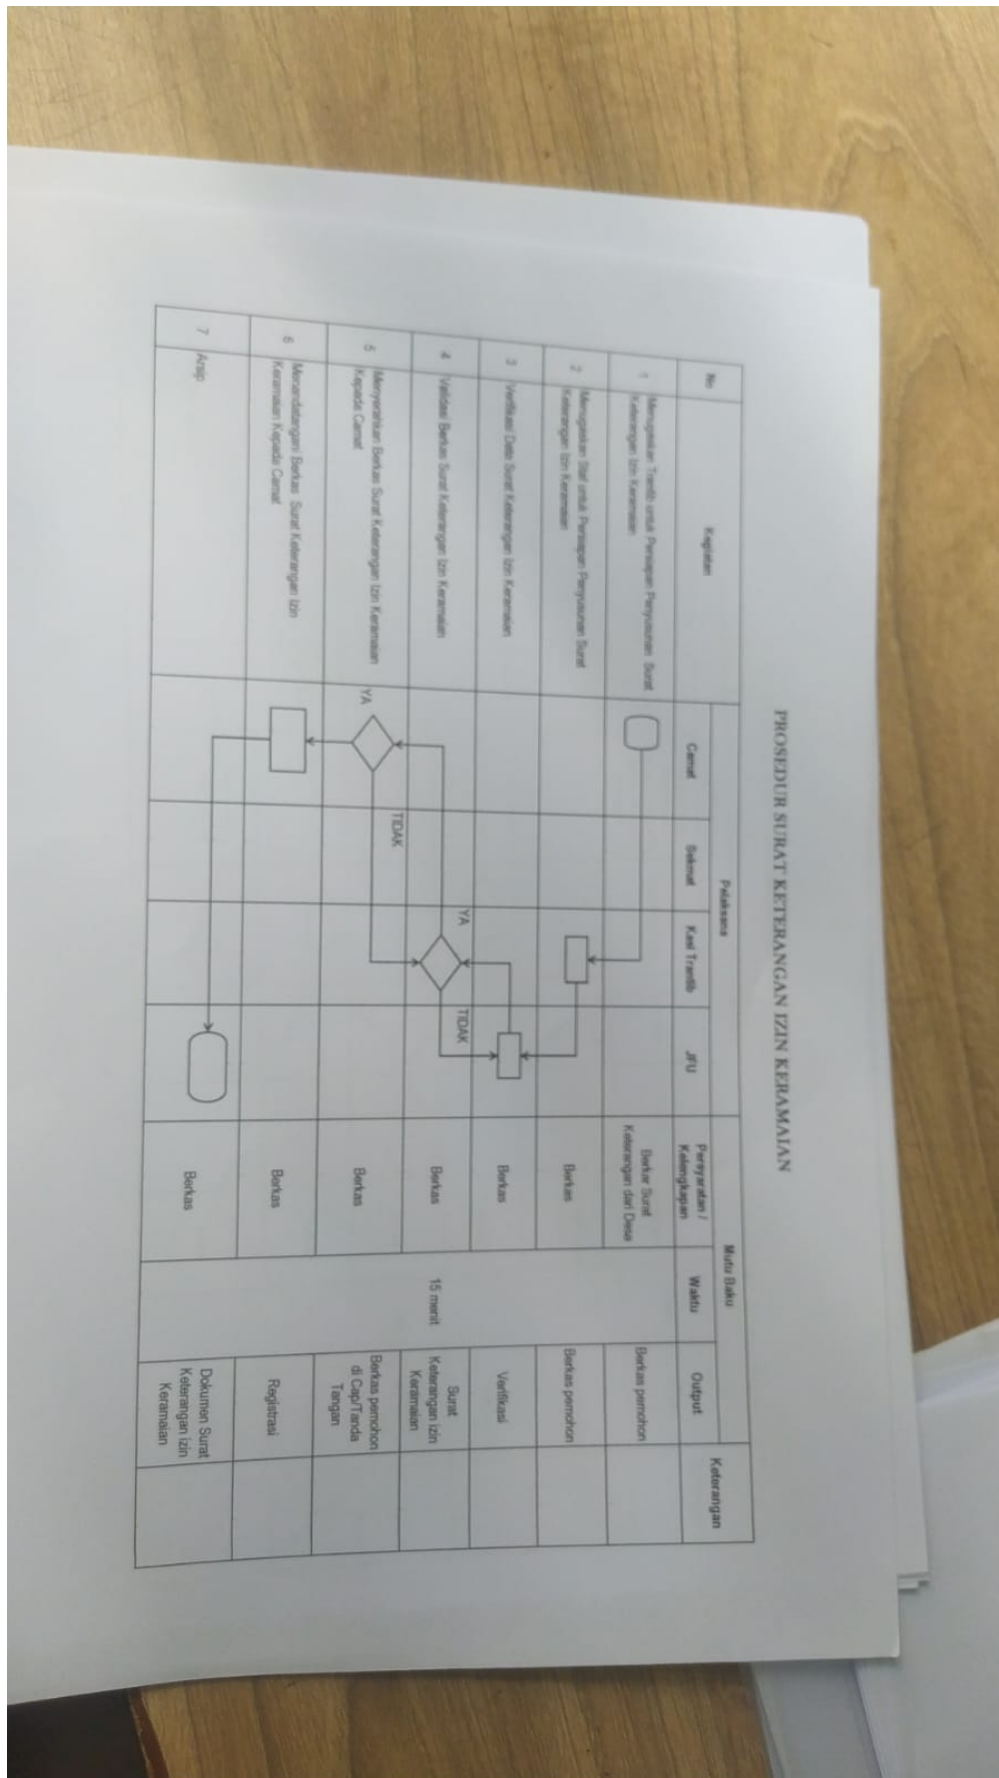 PROSEDUR SURAT KETERANGAN IZIN KERAMAIAN
No
Kegiatan
Pelaksana
Mutu Baku
Keterangan
Camat
Sekmat
Kasi Trantib
JFU
Persyaratan /
Kelengkapan
Waktu
Output
1
Menugaskan Trantib untuk Persiapan Penyusunan Surat
Keterangan Izin Keramaian
Berkar Surat
Keterangan dari Desa
Berkas pemohon
2
Menugaskan Staf untuk Persiapan Penyusunan Surat
Keterangan Izin Keramaian
Berkas
Berkas pemohon
3
Verifikasi Data Surat Keterangan Izin Keramaian
Berkas
Verifikasi
4
Validasi Berkas Surat Keterangan Izin Keramaian
YA
TIDAK
Berkas
15 menit
Surat
Keterangan izin
Keramaian
5
Menyerahkan Berkas Surat Keterangan Izin Keramaian
Kepada Camat
YA
TIDAK
Berkas
Berkas pemohon
di Cap/Tanda
Tangan
6
Menandatangani Berkas Surat Keterangan Izin
Keramaian Kepada Camat
Berkas
Registrasi
7
Arsip
Berkas
Dokumen Surat
Keterangan izin
Keramaian